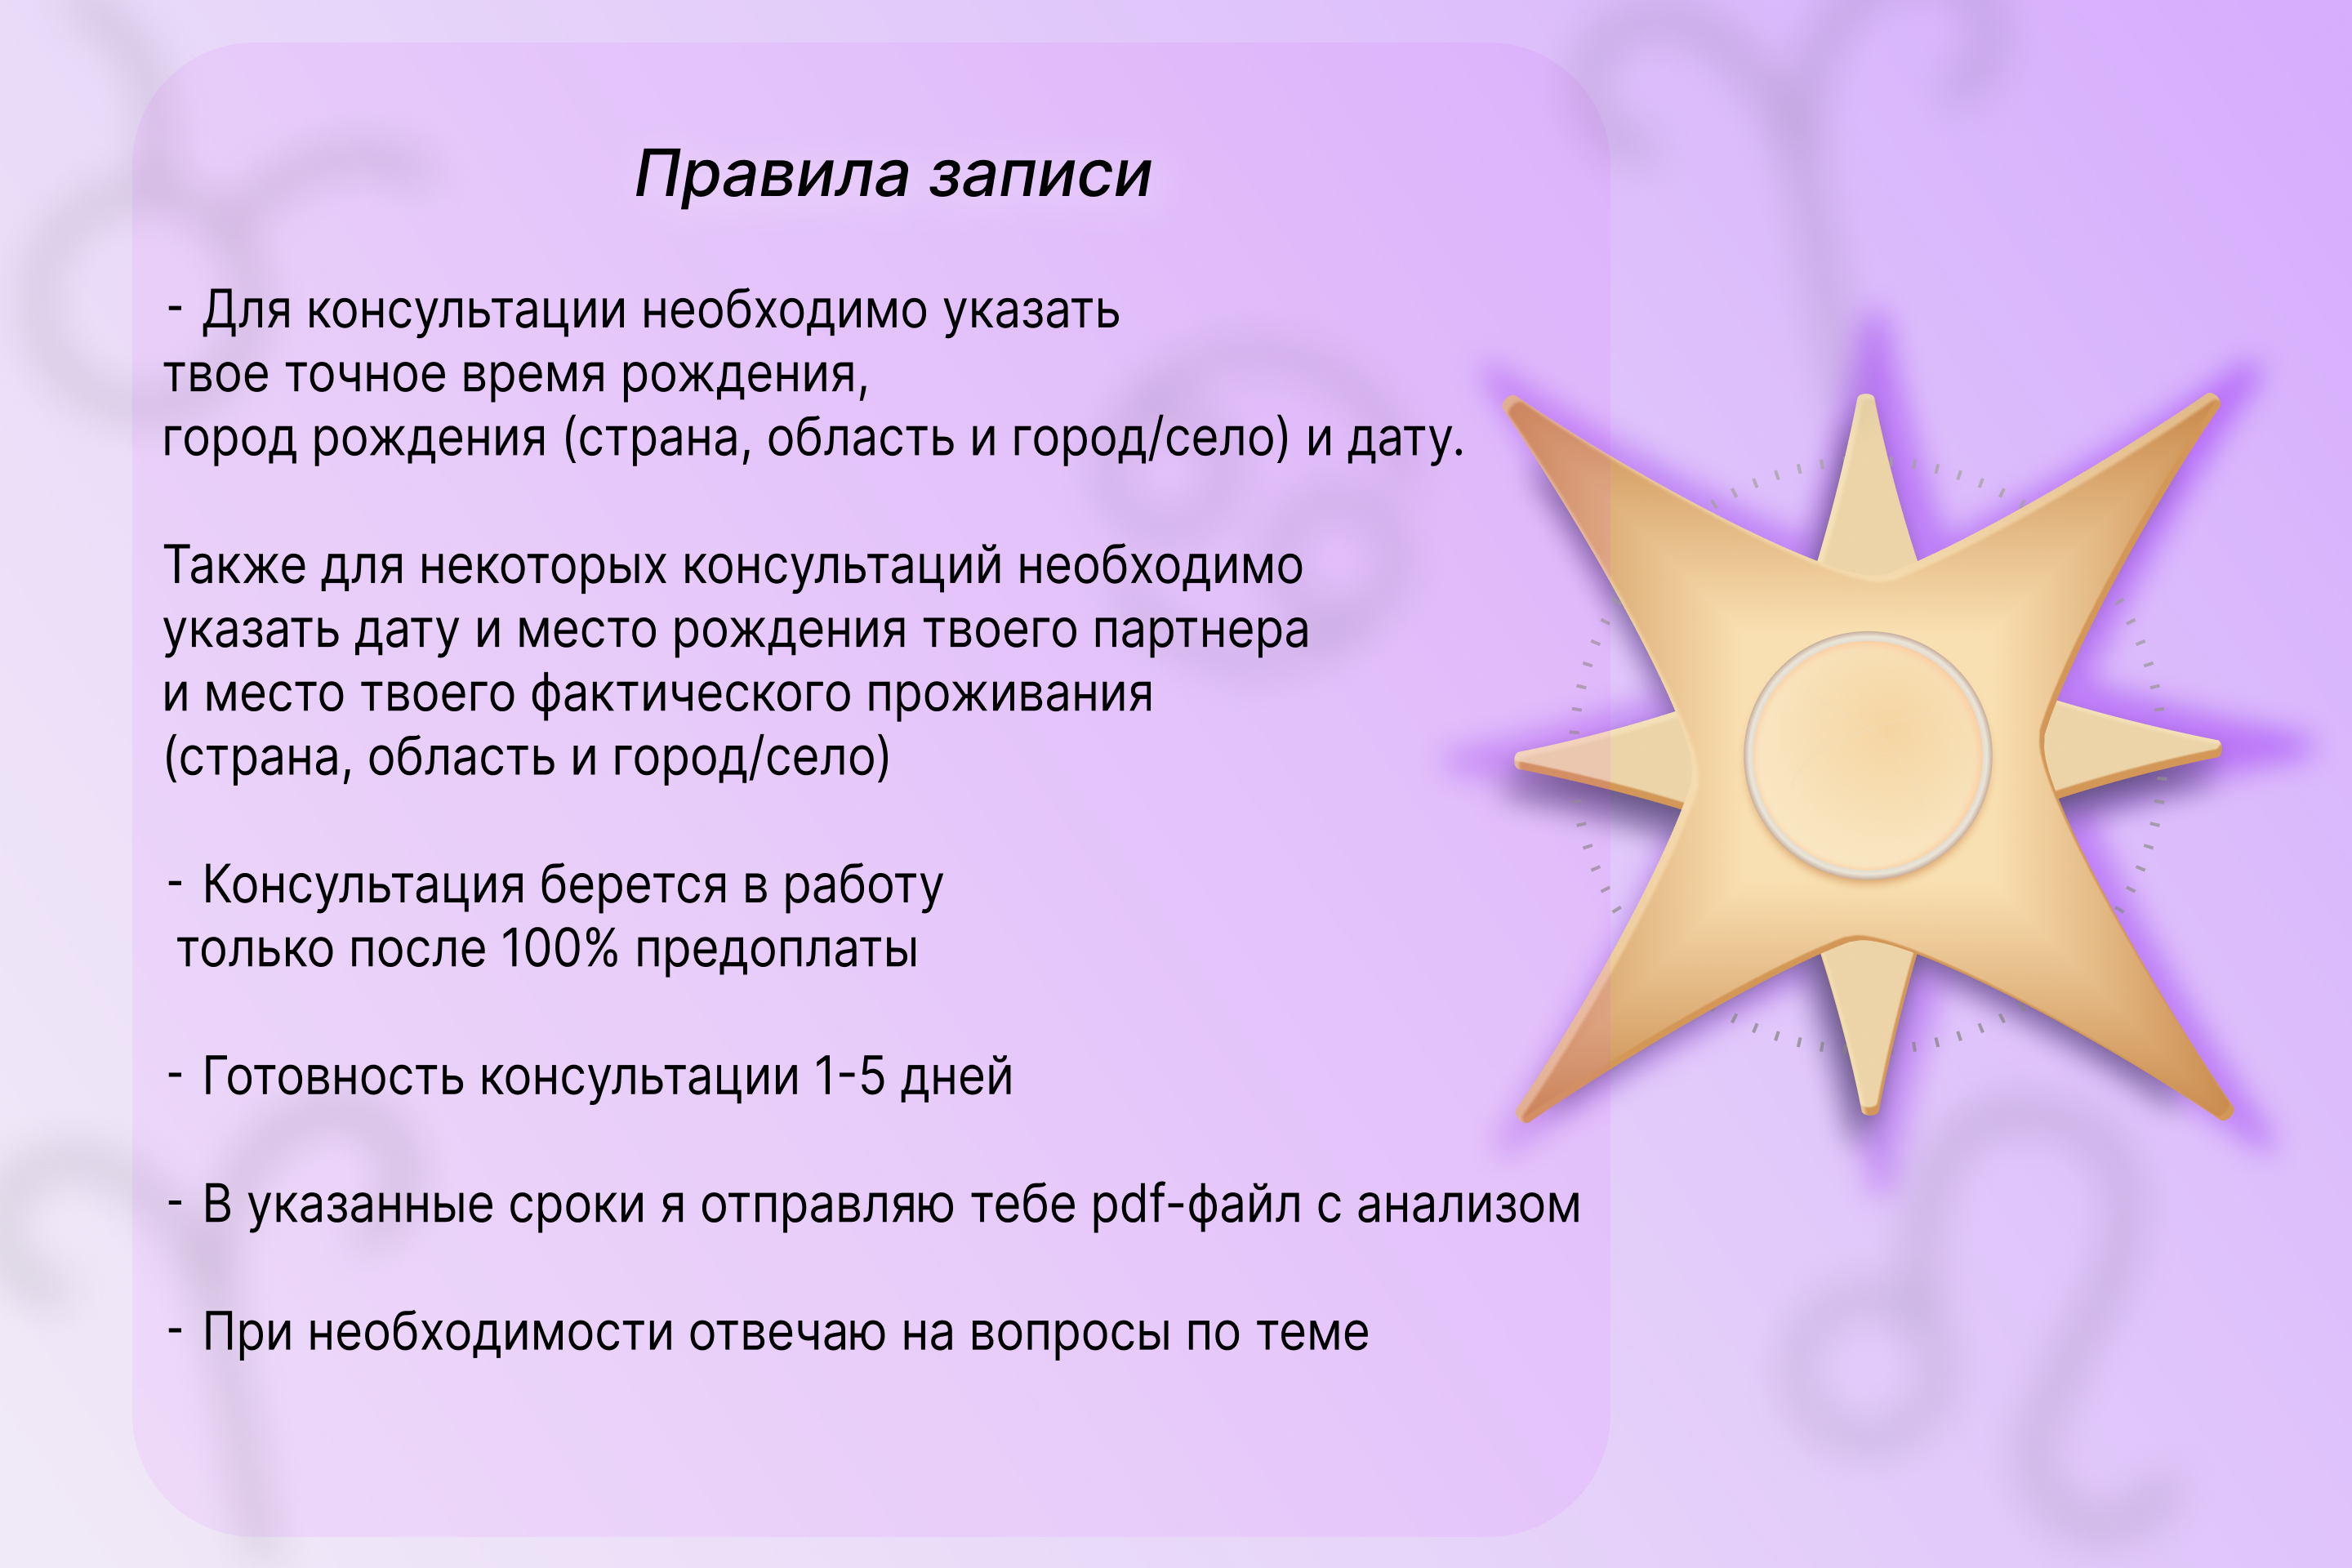 Правила записи
- Для консультации необходимо указать
твое точное время рождения,
город рождения (страна, область и город/село) и дату.
Также для некоторых консультаций необходимо
указать дату и место рождения твоего партнера
и место твоего фактического проживания
(страна, область и город/село)
- Консультация берется в работу
только после 100% предоплаты
- Готовность консультации 1-5 дней
- В указанные сроки я отправляю тебе pdf-файл с анализом
- При необходимости отвечаю на вопросы по теме